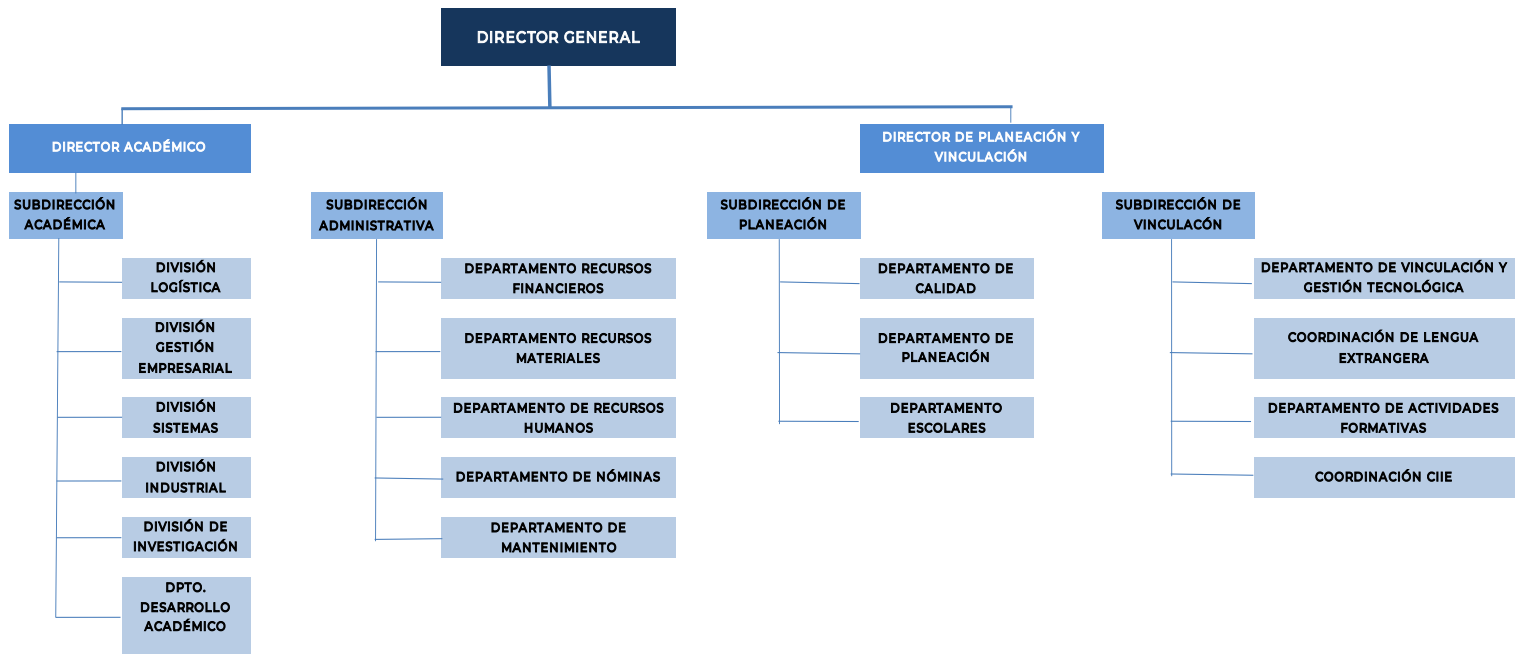 DIRECTOR GENERAL
DIRECTOR ACADÉMICO
DIRECTOR DE PLANEACIÓN Y
VINCULACIÓN
SUBDIRECCIÓN
ACADÉMICA
DIVISIÓN
LOGÍSTICA
DIVISIÓN
GESTIÓN
EMPRESARIAL
DIVISIÓN
SISTEMAS
DIVISIÓN
INDUSTRIAL
DIVISIÓN DE
INVESTIGACIÓN
DPTO.
DESARROLLO
ACADÉMICO
SUBDIRECCIÓN
ADMINISTRATIVA
DEPARTAMENTO RECURSOS
FINANCIEROS
DEPARTAMENTO RECURSOS
MATERIALES
DEPARTAMENTO DE RECURSOS
HUMANOS
DEPARTAMENTO DE NÓMINAS
DEPARTAMENTO DE
MANTENIMIENTO
SUBDIRECCIÓN DE
PLANEACIÓN
DEPARTAMENTO DE
CALIDAD
DEPARTAMENTO DE
PLANEACIÓN
DEPARTAMENTO
ESCOLARES
SUBDIRECCIÓN DE
VINCULACÓN
DEPARTAMENTO DE VINCULACIÓN Y
GESTIÓN TECNOLÓGICA
COORDINACIÓN DE LENGUA
EXTRANGERA
DEPARTAMENTO DE ACTIVIDADES
FORMATIVAS
COORDINACIÓN CIIE